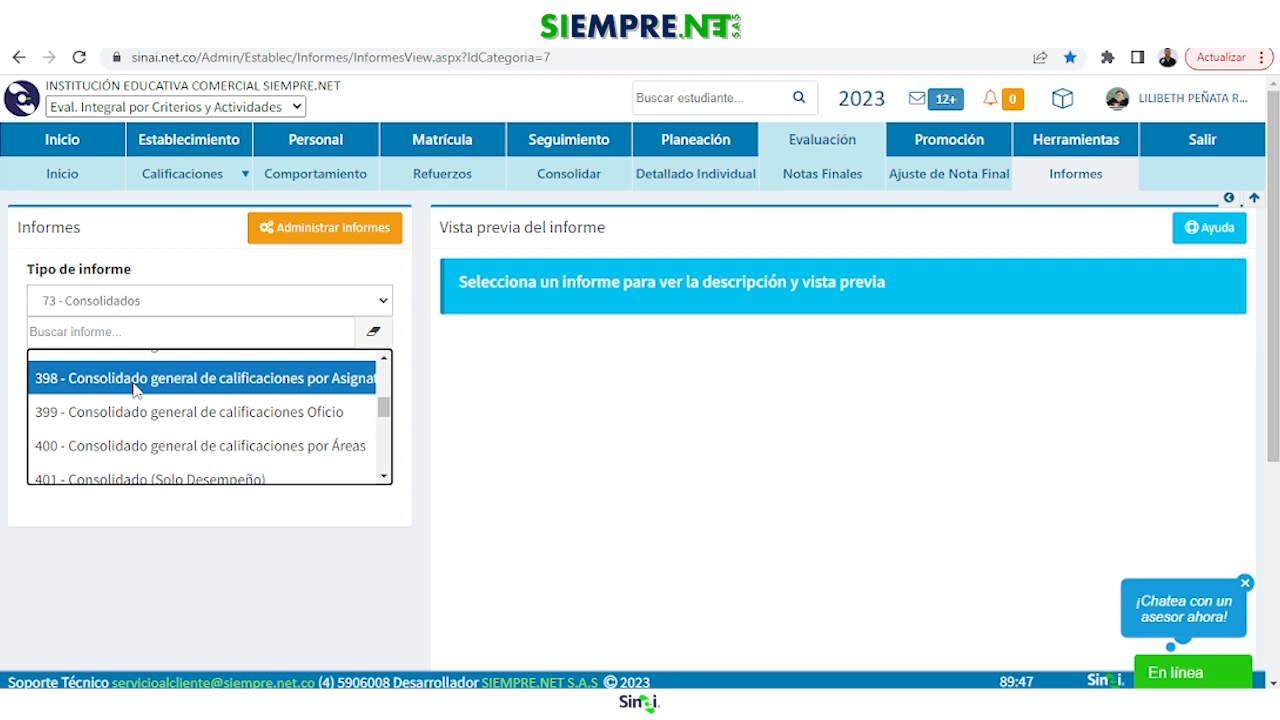 SIEMPRE.NET S.A.S
sinai.net.co/Admin/Establec/Informes/InformesView.aspx?IdCategoria=7
Actualizar
INSTITUCIÓN EDUCATIVA COMERCIAL SIEMPRE.NET
Eval. Integral por Criterios y Actividades
Buscar estudiante...
2023
12+
0
LILIBETH PEÑATA R...
Inicio
Establecimiento
Personal
Matrícula
Seguimiento
Planeación
Evaluación
Promoción
Herramientas
Salir
Inicio
Calificaciones
Comportamiento
Refuerzos
Consolidar
Detallado Individual
Notas Finales
Ajuste de Nota Final
Informes
Informes
Administrar Informes
Tipo de informe
73 - Consolidados
Buscar informe...
398 - Consolidado general de calificaciones por Asignat
399 - Consolidado general de calificaciones Oficio
400 - Consolidado general de calificaciones por Áreas
401 - Consolidado (Solo Desempeño)
Vista previa del informe
Ayuda
Selecciona un informe para ver la descripción y vista previa
¡Chatea con un
asesor ahora!
En línea
Soporte Técnico servicioalcliente@siempre.net.co (4) 5906008 Desarrollador SIEMPRE.NET S.A.S © 2023
89:47
Sinai.
Sinai.